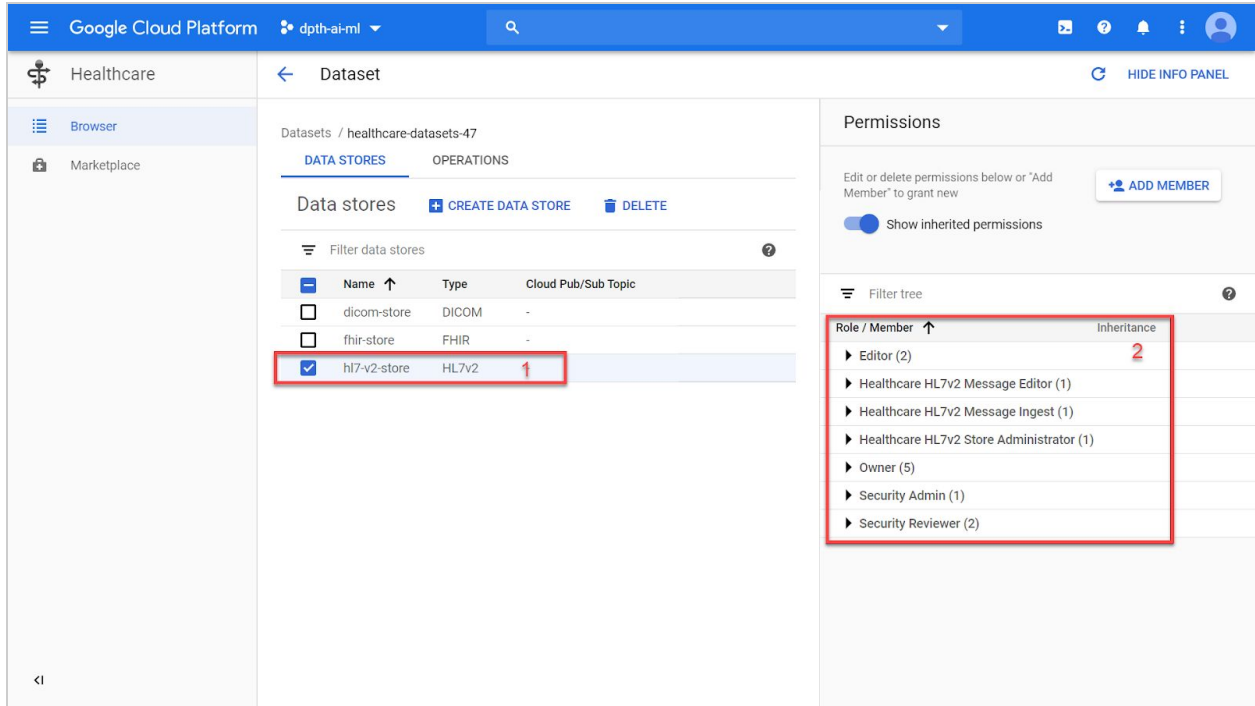 Google Cloud Platform dpth-ai-ml
Healthcare
Dataset
HIDE INFO PANEL
Browser
Marketplace
Datasets / healthcare-datasets-47
DATA STORES OPERATIONS
Data stores CREATE DATA STORE DELETE
Filter data stores
Name Type Cloud Pub/Sub Topic
dicom-store DICOM -
fhir-store FHIR -
hl7-v2-store HL7v2 1
Permissions
Edit or delete permissions below or "Add
Member" to grant new
ADD MEMBER
Show inherited permissions
Filter tree
Role / Member Inheritance
2
Editor (2)
Healthcare HL7v2 Message Editor (1)
Healthcare HL7v2 Message Ingest (1)
Healthcare HL7v2 Store Administrator (1)
Owner (5)
Security Admin (1)
Security Reviewer (2)